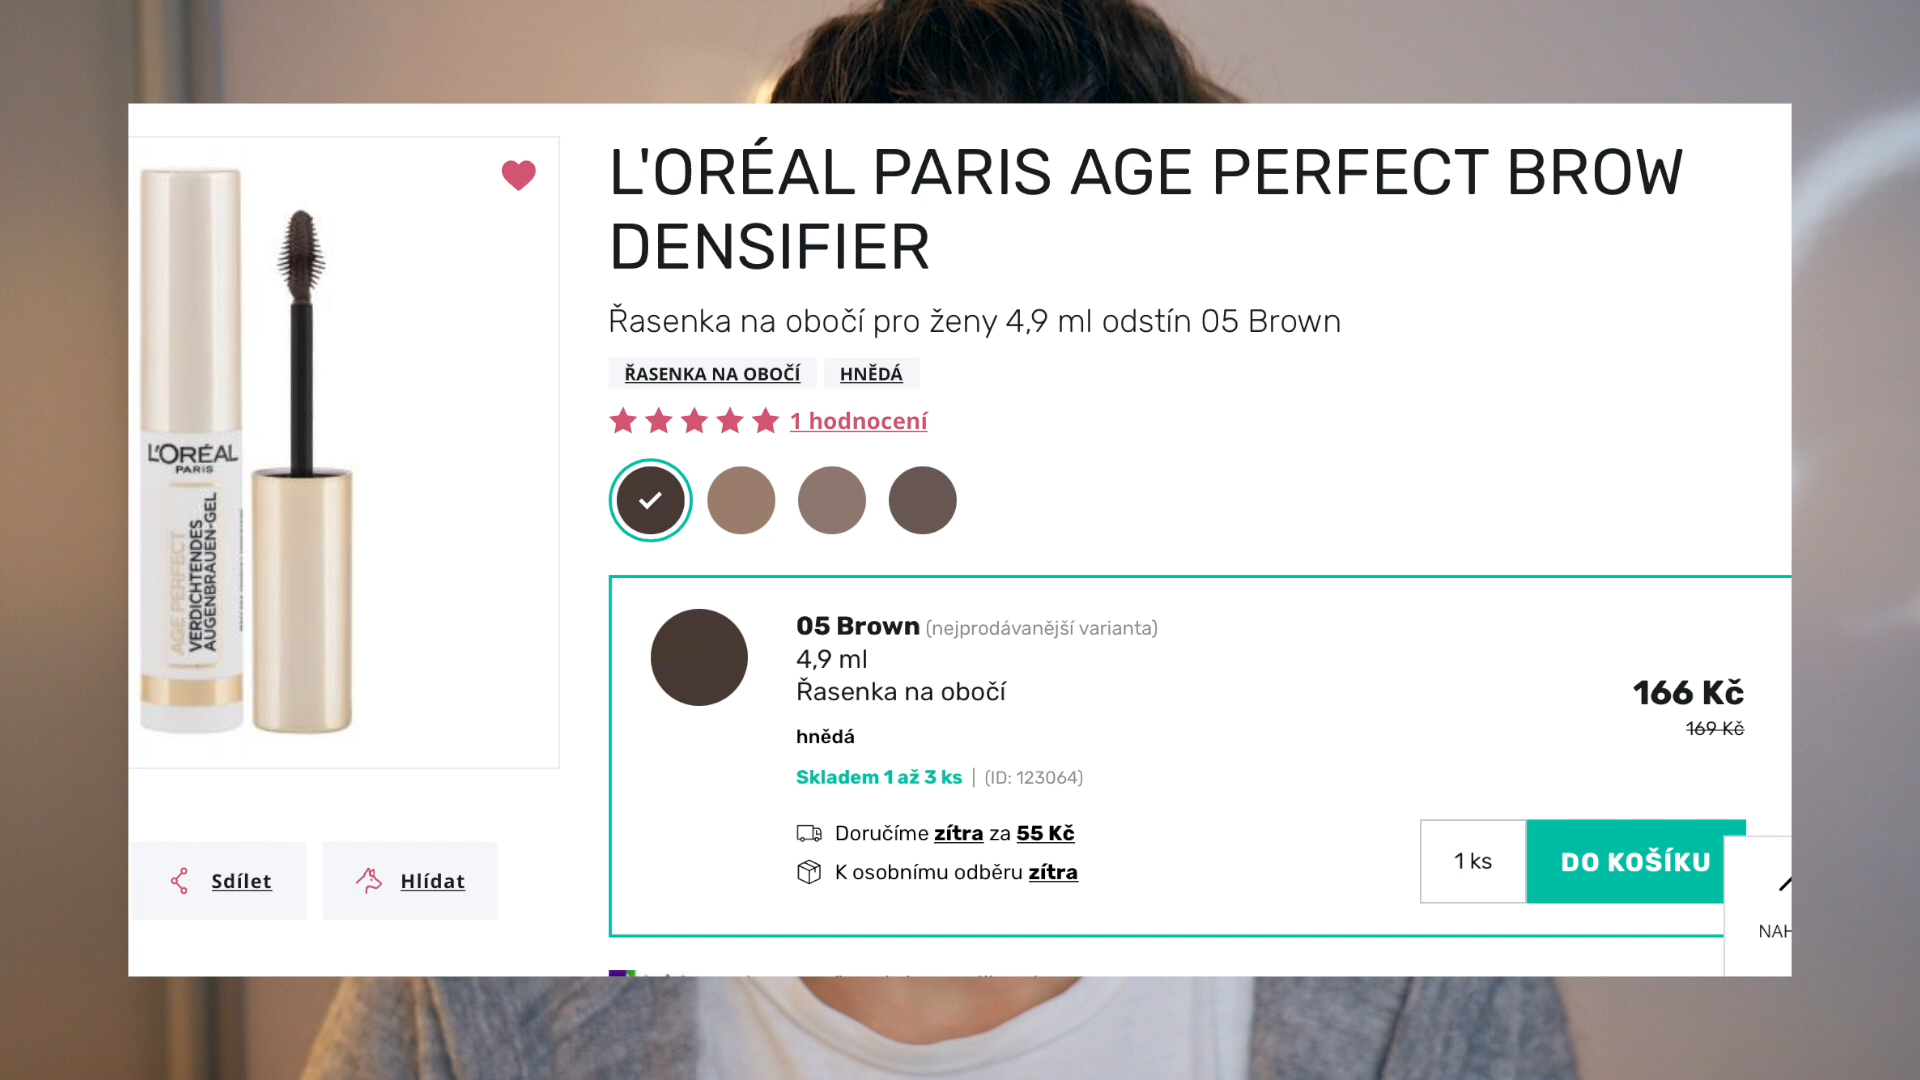 L'ORÉAL PARIS AGE PERFECT BROW
DENSIFIER
Řasenka na obočí pro ženy 4,9 ml odstín 05 Brown
ŘASENKA NA OBOČÍ
HNĚDÁ
1 hodnocení
L'ORÉAL
PARIS
AGE PERFECT
VERDICHTENDES
AUGENBRAUEN-GEL
05 Brown (nejprodávanější varianta)
4,9 ml
Řasenka na obočí
hnědá
166 Kč
169 Kč
Skladem 1 až 3 ks | (ID: 123064)
Doručíme zítra za 55 Kč
K osobnímu odběru zítra
1 ks
DO KOŠÍKU
Sdílet
Hlídat
NAH